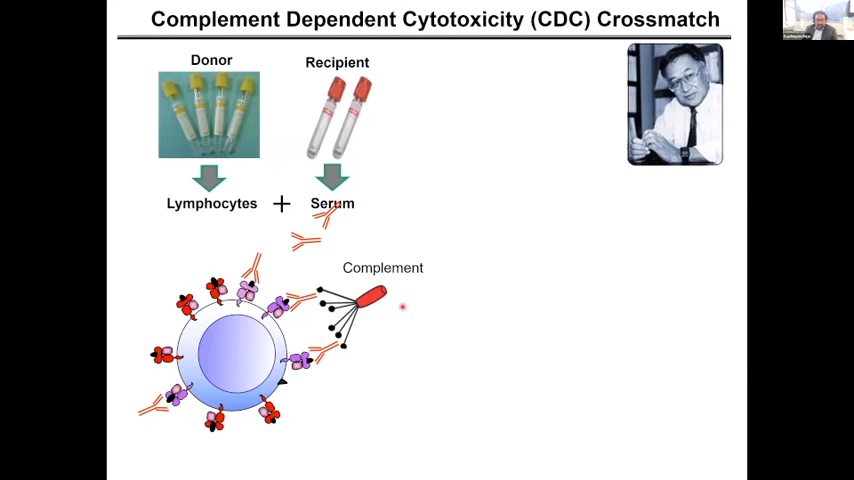 Complement Dependent Cytotoxicity (CDC) Crossmatch
Donor
Recipient
Lymphocytes + Serum
Complement